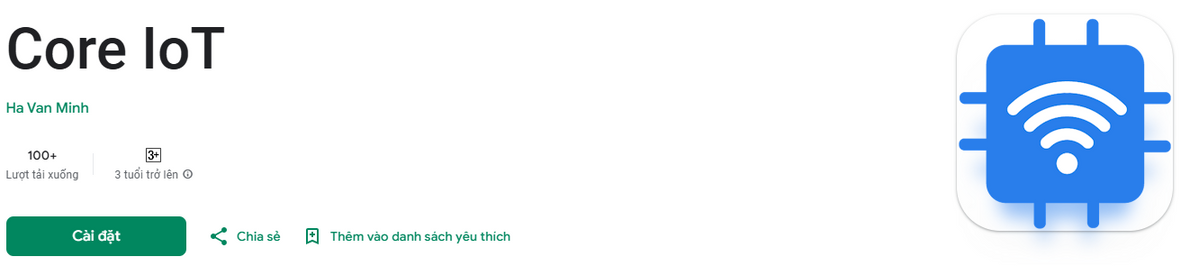 Core IoT
Ha Van Minh
100+
Lượt tải xuống
3+
3 tuổi trở lên
Cài đặt
Chia sẻ
Thêm vào danh sách yêu thích